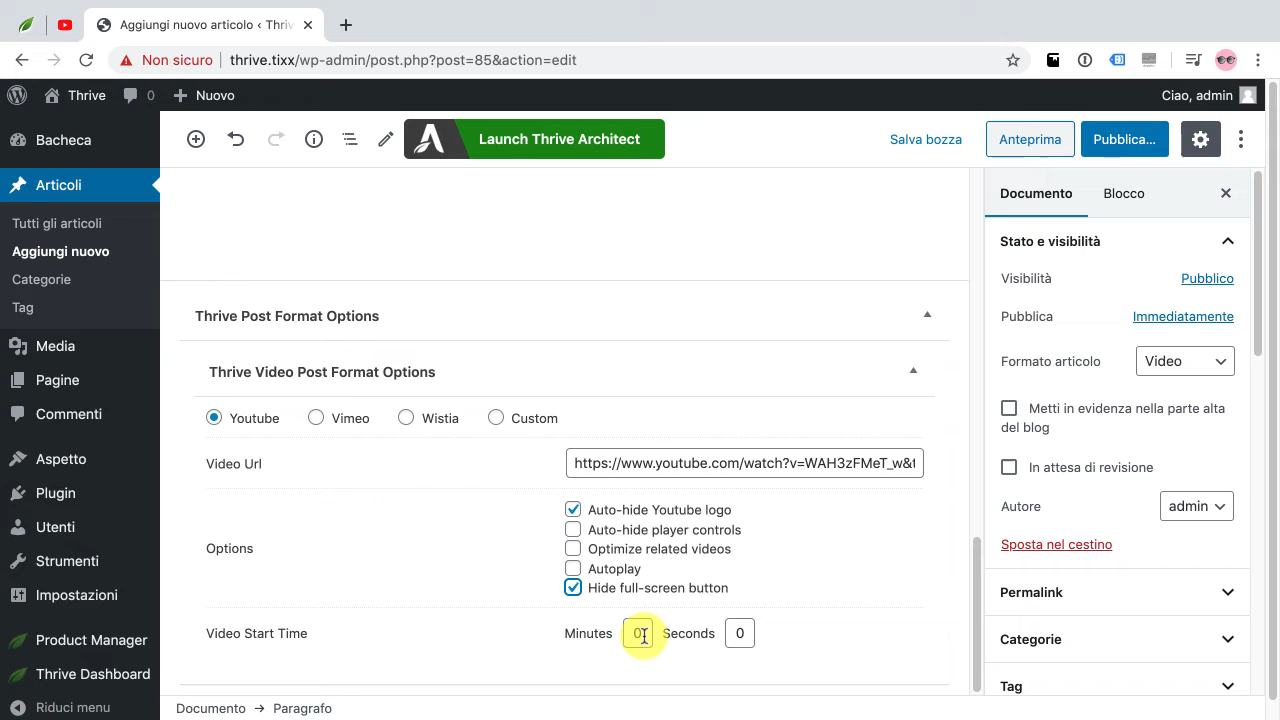 Aggiungi nuovo articolo ‹ Thriv
Non sicuro
thrive.tixx/wp-admin/post.php?post=85&action=edit
Thrive
0
Nuovo
Ciao, admin
Bacheca
Articoli
Tutti gli articoli
Aggiungi nuovo
Categorie
Tag
Media
Pagine
Commenti
Aspetto
Plugin
Utenti
Strumenti
Impostazioni
Product Manager
Thrive Dashboard
Riduci menu
Launch Thrive Architect
Salva bozza
Anteprima
Pubblica...
Thrive Post Format Options
Thrive Video Post Format Options
Youtube
Vimeo
Wistia
Custom
Video Url
https://www.youtube.com/watch?v=WAH3zFMeT_w&t
Options
Auto-hide Youtube logo
Auto-hide player controls
Optimize related videos
Autoplay
Hide full-screen button
Video Start Time
Minutes
0
Seconds
0
Documento → Paragrafo
Documento
Blocco
Stato e visibilità
Visibilità
Pubblico
Pubblica
Immediatamente
Formato articolo
Video
Metti in evidenza nella parte alta
del blog
In attesa di revisione
Autore
admin
Sposta nel cestino
Permalink
Categorie
Tag